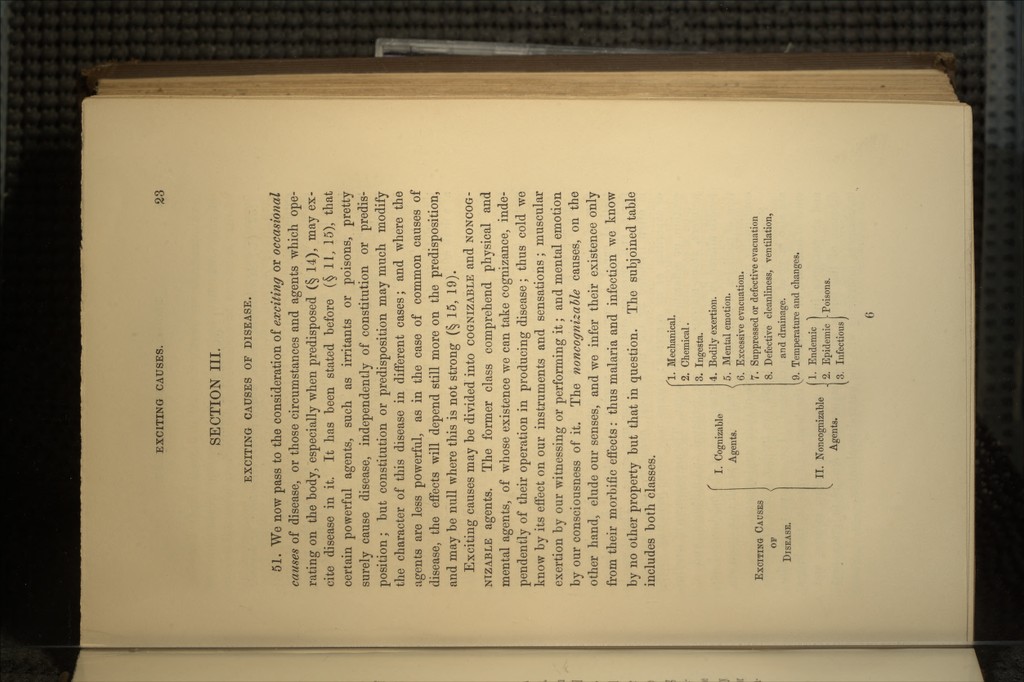 EXCITING CAUSES. 23
SECTION III.
EXCITING CAUSES OF DISEASE.
51. We now pass to the consideration of exciting or occasional
causes of disease, or those circumstances and agents which ope-
rating on the body, especially when predisposed (§ 14), may ex-
cite disease in it. It has been stated before (§ 11, 15), that
certain powerful agents, such as irritants or poisons, pretty
surely cause disease, independently of constitution or predis-
position; but constitution or predisposition may much modify
the character of this disease in different cases; and where the
agents are less powerful, as in the case of common causes of
disease, the effects will depend still more on the predisposition,
and may be null where this is not strong (§ 15, 19).
Exciting causes may be divided into COGNIZABLE and NONCOG-
NIZABLE agents. The former class comprehend physical and
mental agents, of whose existence we can take cognizance, inde-
pendently of their operation in producing disease; thus cold we
know by its effect on our instruments and sensations; muscular
exertion by our witnessing or performing it; and mental emotion
by our consciousness of it. The noncognizable causes, on the
other hand, elude our senses, and we infer their existence only
from their morbific effects: thus malaria and infection we know
by no other property but that in question. The subjoined table
includes both classes.
EXCITING CAUSES
OF
DISEASE.
I. Cognizable
Agents.
1. Mechanical.
2. Chemical.
3. Ingesta.
4. Bodily exertion.
5. Mental emotion.
6. Excessive evacuation.
7. Suppressed or defective evacuation
8. Defective cleanliness, ventilation,
and drainage.
9. Temperature and changes.
II. Noncognizable
Agents.
1. Endemic
2. Epidemic
3. Infectious
Poisons.
6